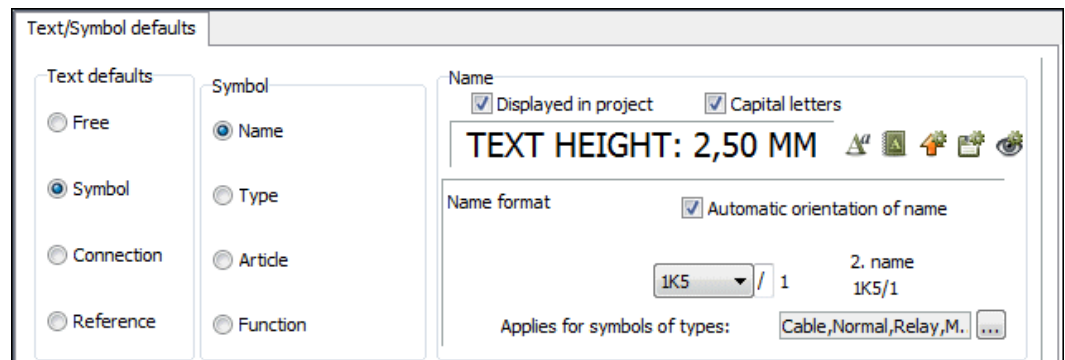 Text/Symbol defaults
Text defaults
Free
Symbol
Connection
Reference
Symbol
Name
Type
Article
Function
Name
Displayed in project
Capital letters
TEXT HEIGHT: 2,50 MM
Name format
Automatic orientation of name
1K5 / 1
2. name
1K5/1
Applies for symbols of types:
Cable,Normal,Relay,M.
...